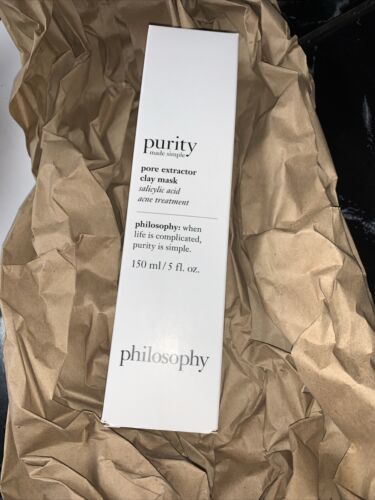 purity
made simple
pore extractor
clay mask
salicylic acid
acne treatment
philosophy: when
life is complicated,
purity is simple.
150 ml/5 fl. oz.
philosophy